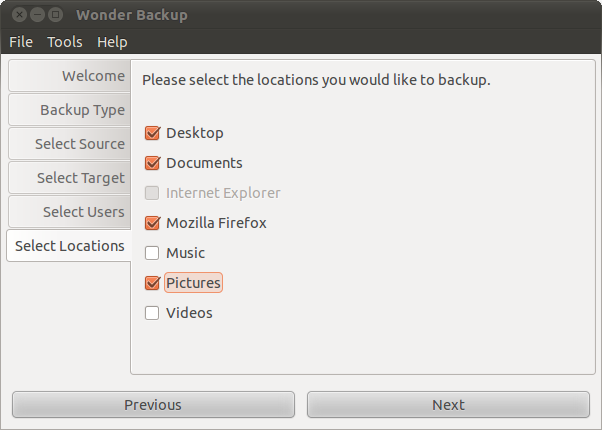 Wonder Backup
File Tools Help
Welcome
Backup Type
Select Source
Select Target
Select Users
Select Locations
Please select the locations you would like to backup.
Desktop
Documents
Internet Explorer
Mozilla Firefox
Music
Pictures
Videos
Previous Next